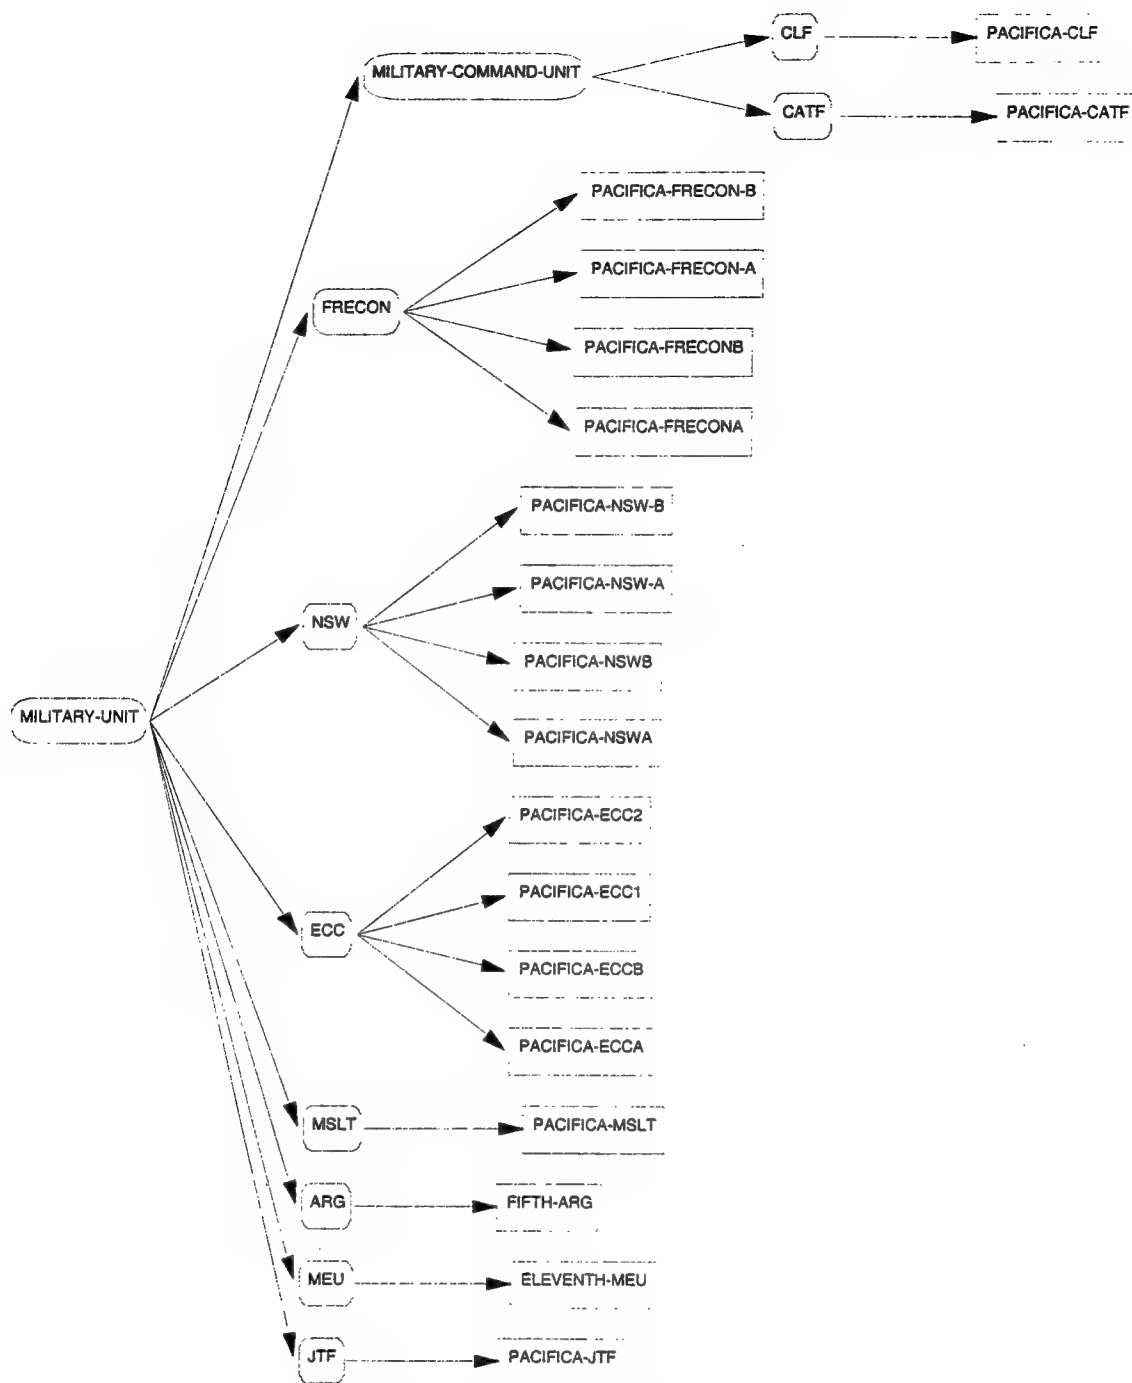 CLF
PACIFICA-CLF
MILITARY-COMMAND-UNIT
CATF
PACIFICA-CATF
PACIFICA-FRECON-B
PACIFICA-FRECON-A
FRECON
PACIFICA-FRECONB
PACIFICA-FRECONA
PACIFICA-NSW-B
PACIFICA-NSW-A
NSW
PACIFICA-NSWB
MILITARY-UNIT
PACIFICA-NSWA
PACIFICA-ECC2
PACIFICA-ECC1
ECC
PACIFICA-ECCB
PACIFICA-ECCA
MSLT
PACIFICA-MSLT
ARG
FIFTH-ARG
MEU
ELEVENTH-MEU
JTF
PACIFICA-JTF